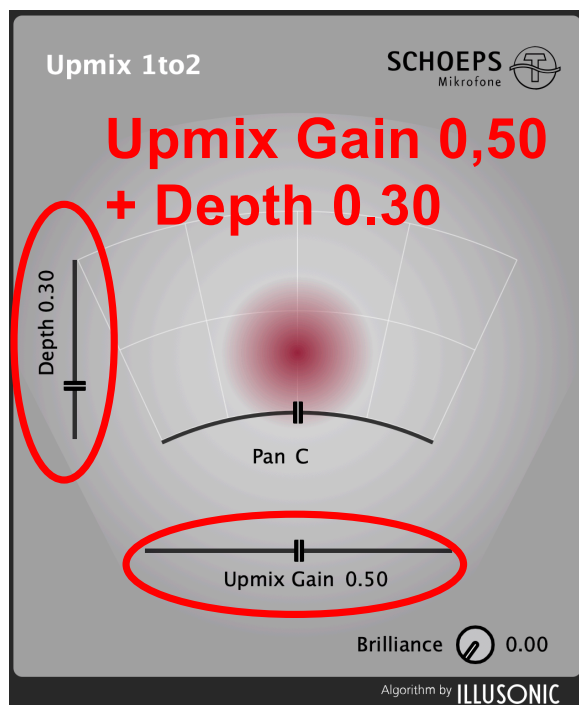 Upmix 1to2
SCHOEPS
Mikrofone
Upmix Gain 0,50
+ Depth 0.30
Depth 0.30
Pan C
Upmix Gain 0.50
Brilliance 0.00
Algorithm by ILLUSONIC